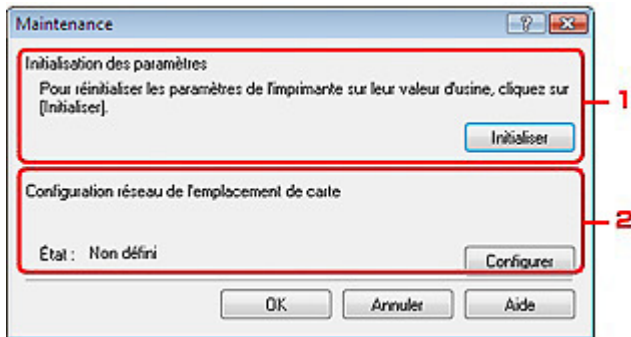 Maintenance
Initialisation des paramètres
Pour réinitialiser les paramètres de l'imprimante sur leur valeur d'usine, cliquez sur
[Initialiser].
Initialiser
1
Configuration réseau de l'emplacement de carte
État : Non défini
Configurer
2
OK Annuler Aide